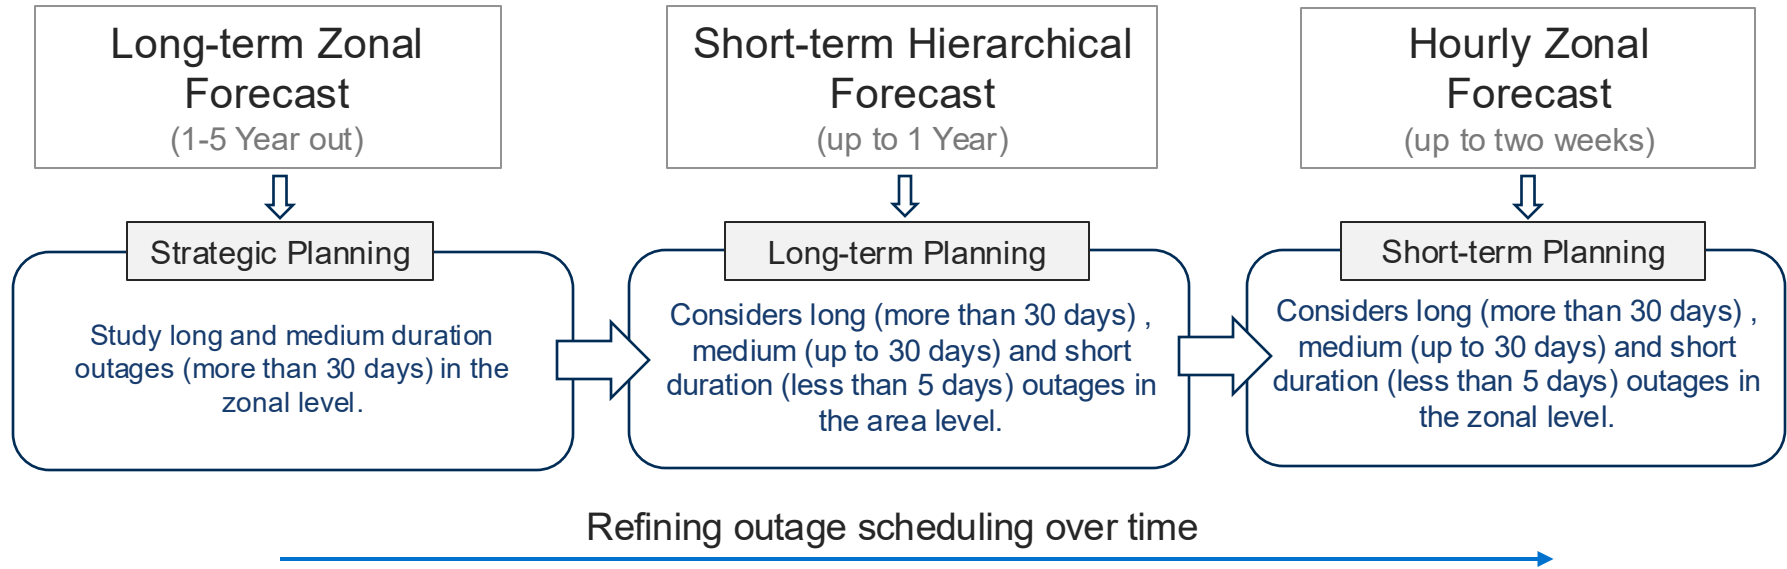 Long-term Zonal
Forecast
(1-5 Year out)
Short-term Hierarchical
Forecast
(up to 1 Year)
Hourly Zonal
Forecast
(up to two weeks)
Strategic Planning
Study long and medium duration
outages (more than 30 days) in the
zonal level.
Long-term Planning
Considers long (more than 30 days) ,
medium (up to 30 days) and short
duration (less than 5 days) outages in
the area level.
Short-term Planning
Considers long (more than 30 days) ,
medium (up to 30 days) and short
duration (less than 5 days) outages in
the zonal level.
Refining outage scheduling over time